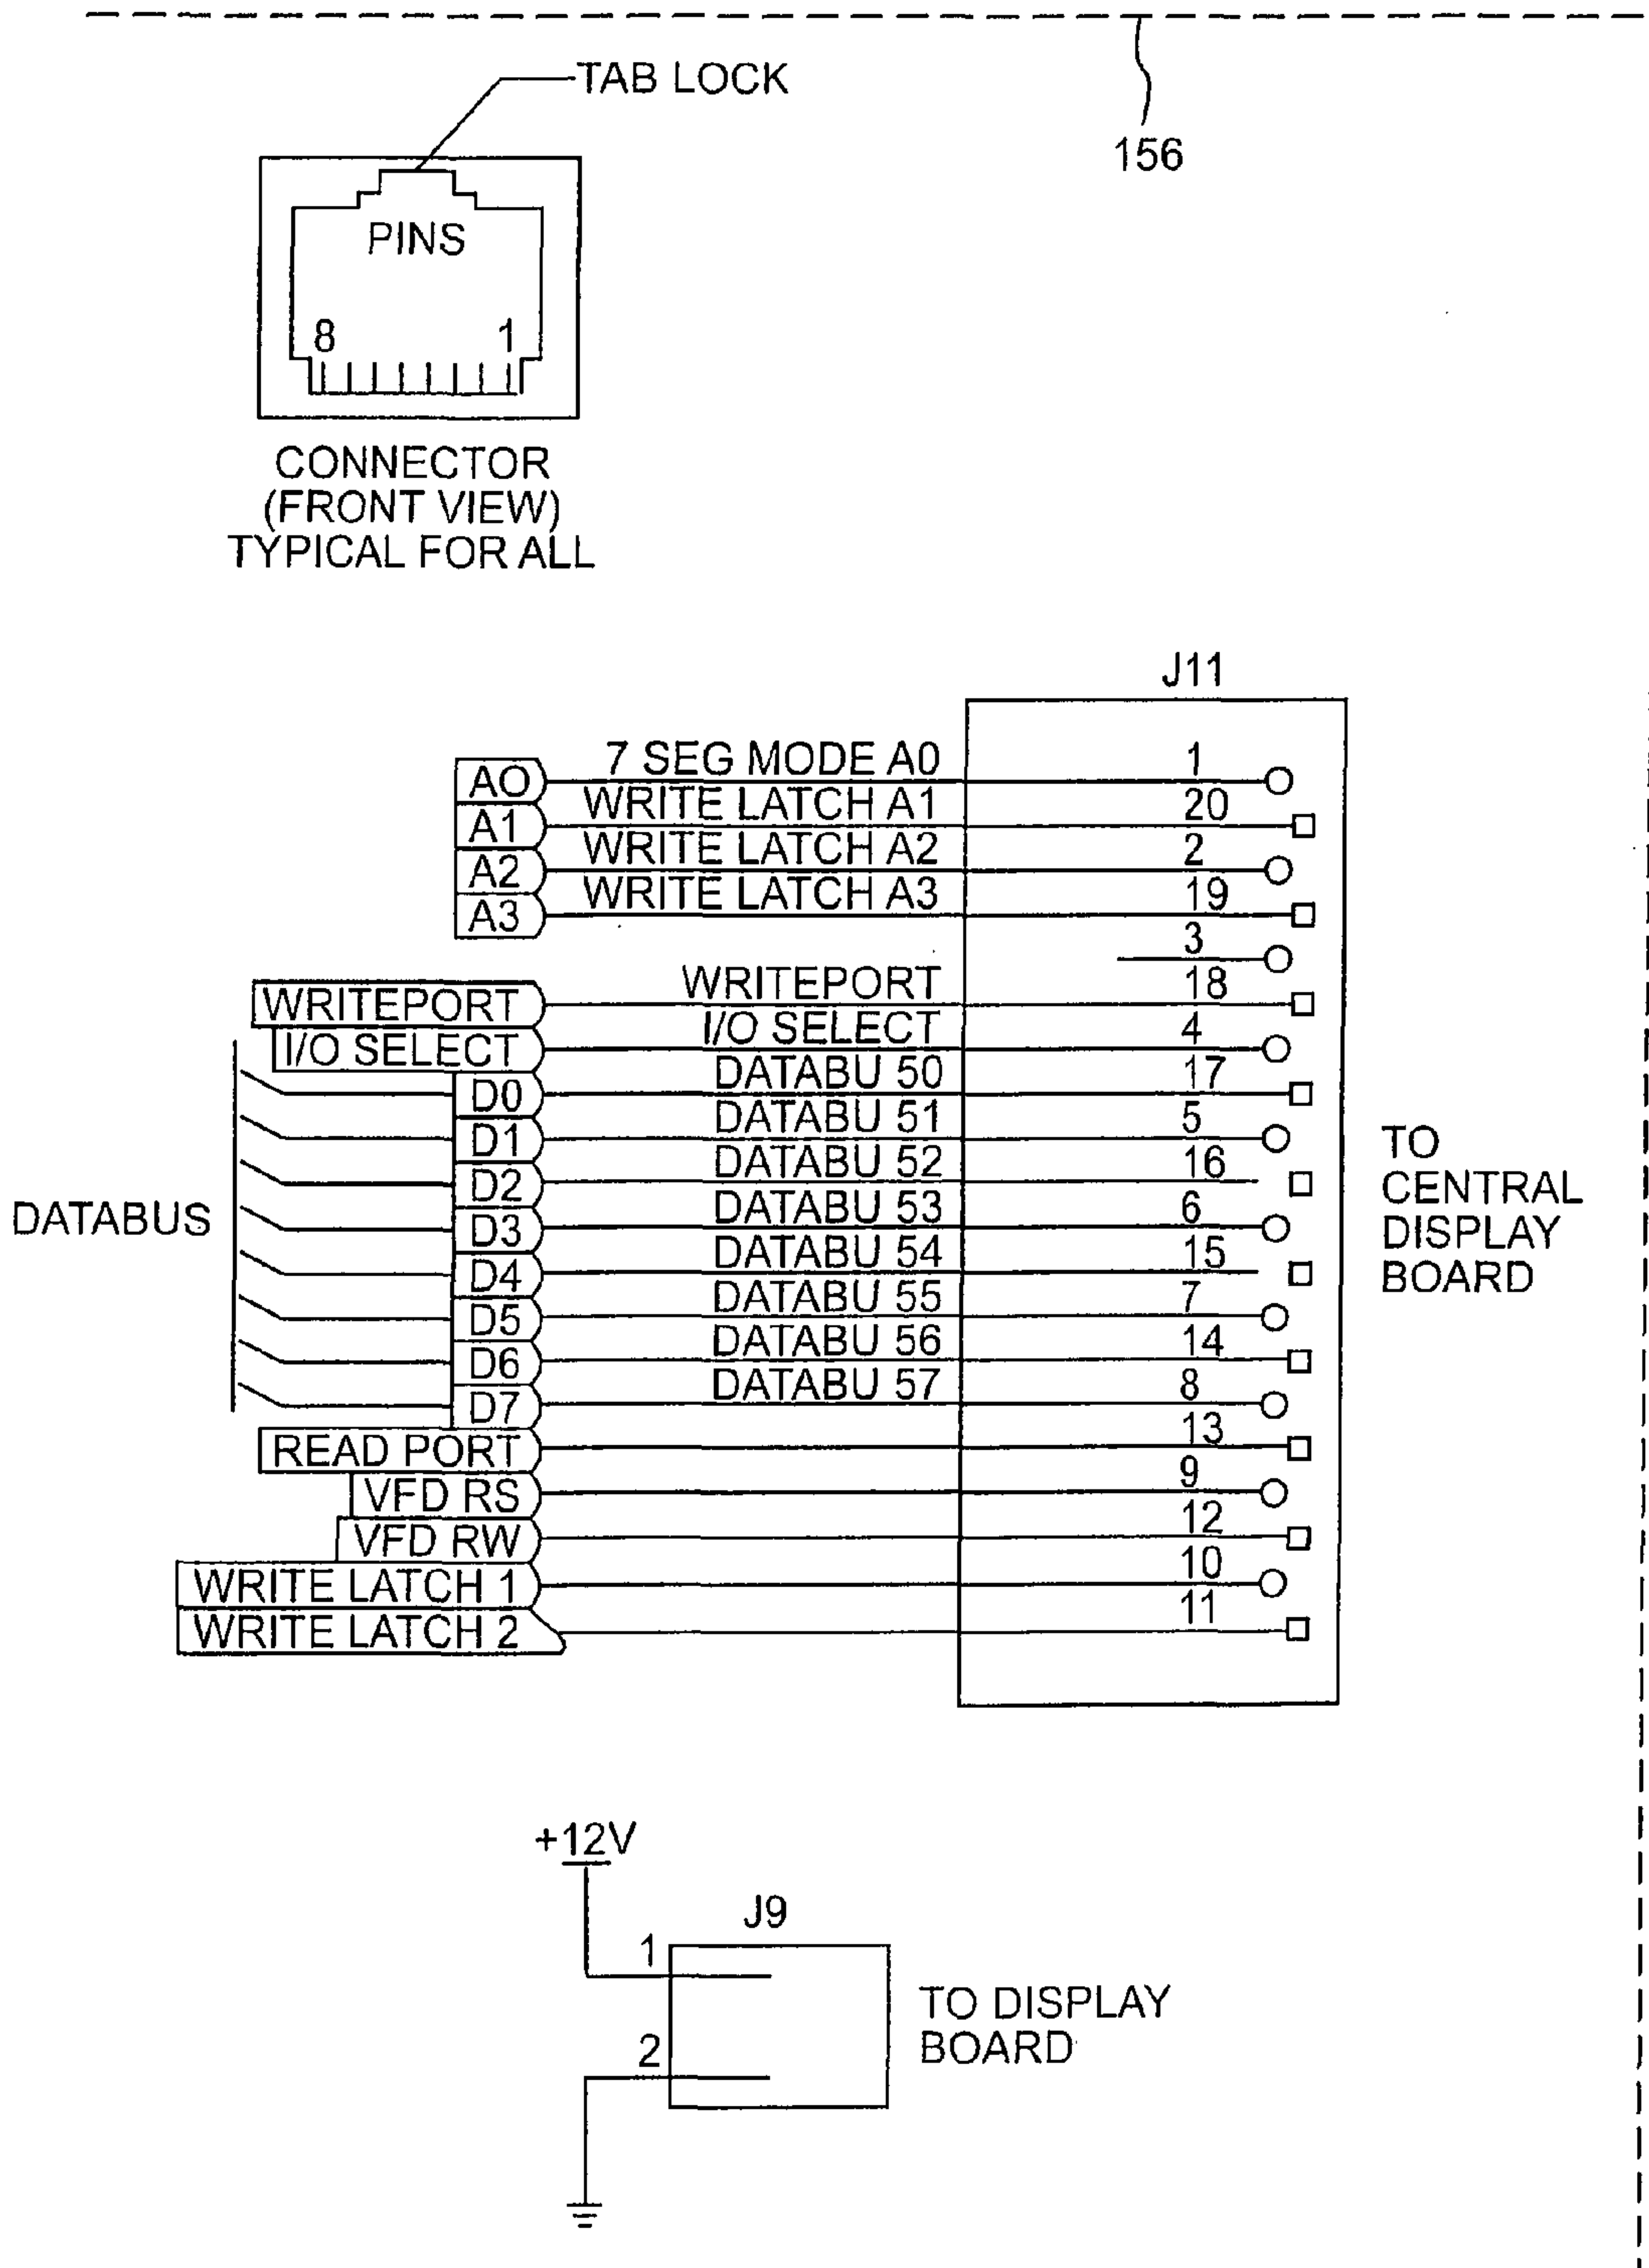 TAB LOCK
156
PINS
8 1
CONNECTOR
(FRONT VIEW)
TYPICAL FOR ALL
J11
AO 7 SEG MODE A0 1
A1 WRITE LATCH A1 20
A2 WRITE LATCH A2 2
A3 WRITE LATCH A3 19
3
WRITEPORT WRITEPORT 18
I/O SELECT I/O SELECT 4
D0 DATABU 50 17
D1 DATABU 51 5
D2 DATABU 52 16
D3 DATABU 53 6
D4 DATABU 54 15
D5 DATABU 55 7
D6 DATABU 56 14
D7 DATABU 57 8
DATABUS
READ PORT 13
VFD RS 9
VFD RW 12
WRITE LATCH 1 10
WRITE LATCH 2 11
TO
CENTRAL
DISPLAY
BOARD
+12V
J9
1
2
TO DISPLAY
BOARD